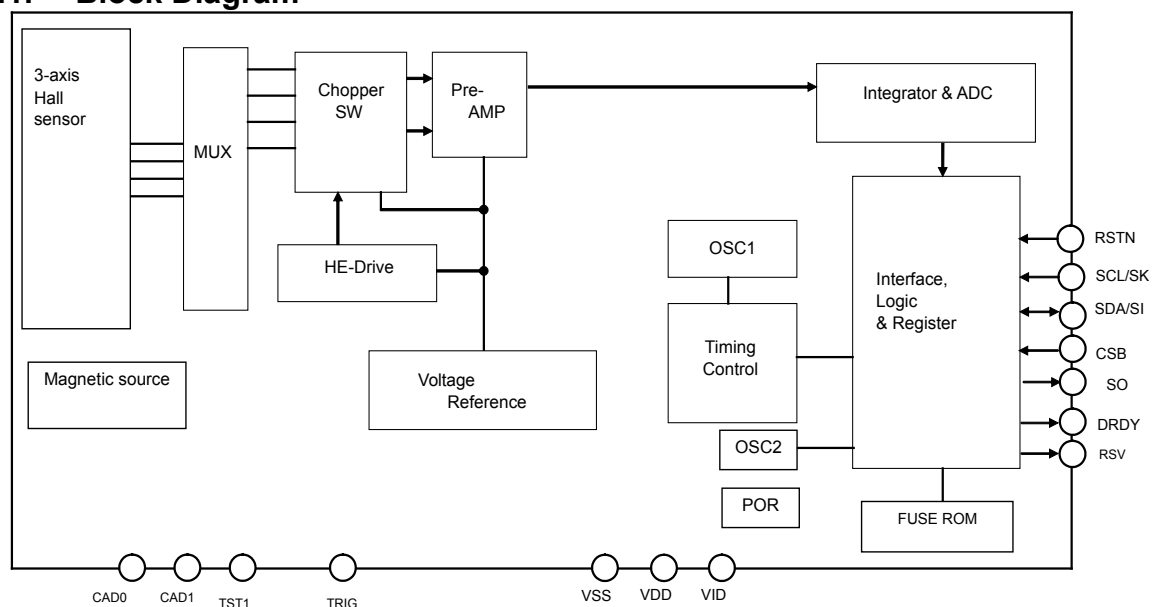 Block Diagram
3-axis
Hall
sensor
MUX
Chopper
SW
Pre-
AMP
Integrator & ADC
HE-Drive
OSC1
Interface,
Logic
& Register
Timing
Control
Magnetic source
Voltage
Reference
OSC2
POR
FUSE ROM
RSTN
SCL/SK
SDA/SI
CSB
SO
DRDY
RSV
CAD0
CAD1
TST1
TRIG
VSS
VDD
VID